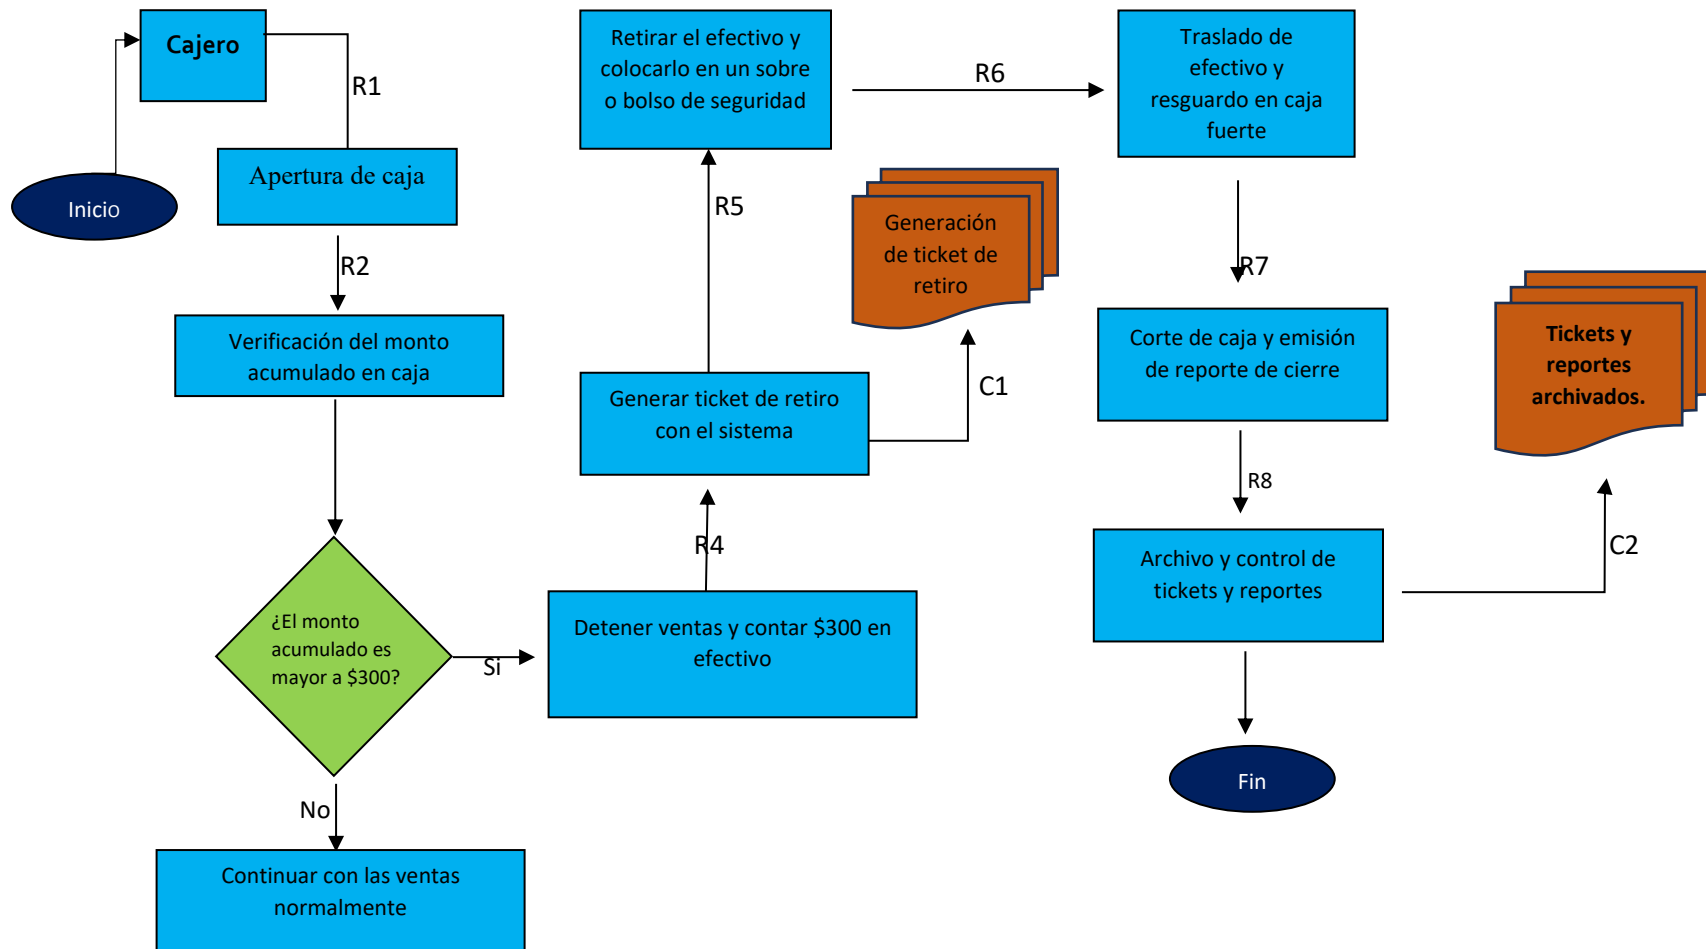 Cajero
R1
Apertura de caja
Inicio
R2
Verificación del monto
acumulado en caja
¿El monto
acumulado es
mayor a $300?
Si
No
Continuar con las ventas
normalmente
Detener ventas y contar $300 en
efectivo
R4
Generar ticket de retiro
con el sistema
C1
Generación
de ticket de
retiro
R5
Retirar el efectivo y
colocarlo en un sobre
o bolso de seguridad
R6
Traslado de
efectivo y
resguardo en caja
fuerte
R7
Corte de caja y emisión
de reporte de cierre
R8
Archivo y control de
tickets y reportes
C2
Tickets y
reportes
archivados.
Fin